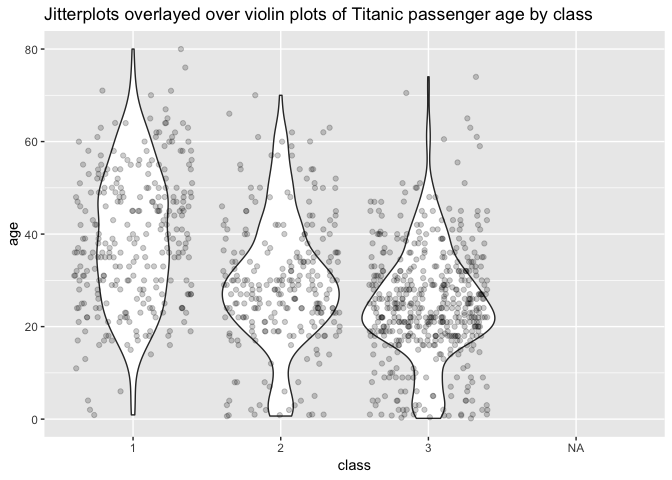 Jitterplots overlayed over violin plots of Titanic passenger age by class
80
60
40
20
0
age
1 2 3 NA
class